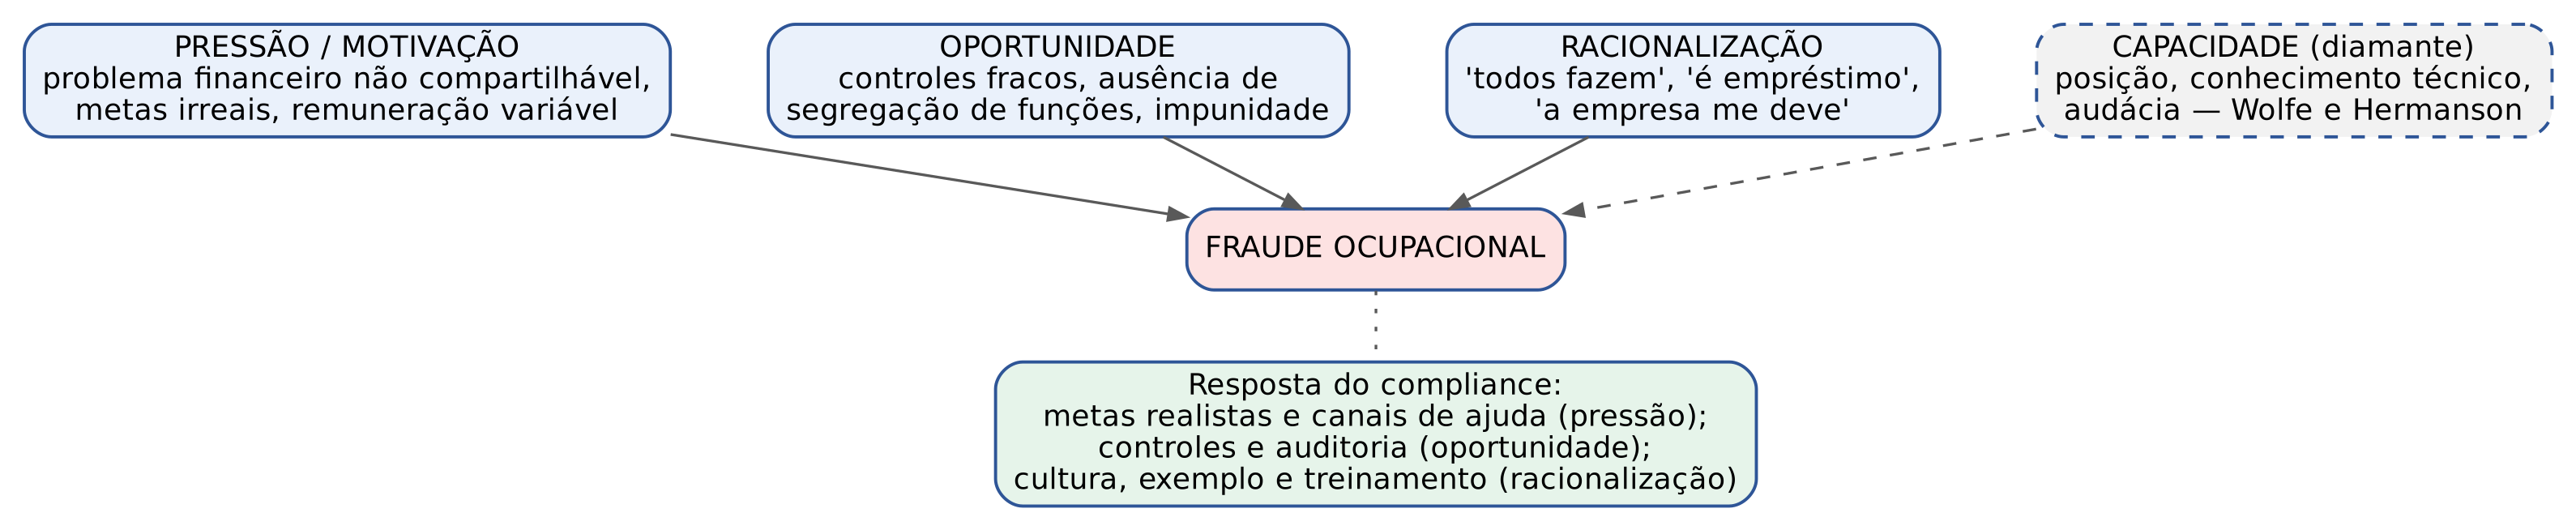 PRESSÃO / MOTIVAÇÃO
problema financeiro não compartilhável,
metas irreais, remuneração variável
OPORTUNIDADE
controles fracos, ausência de
segregação de funções, impunidade
RACIONALIZAÇÃO
'todos fazem', 'é empréstimo',
'a empresa me deve'
CAPACIDADE (diamante)
posição, conhecimento técnico,
audácia — Wolfe e Hermanson
FRAUDE OCUPACIONAL
Resposta do compliance:
metas realistas e canais de ajuda (pressão);
controles e auditoria (oportunidade);
cultura, exemplo e treinamento (racionalização)